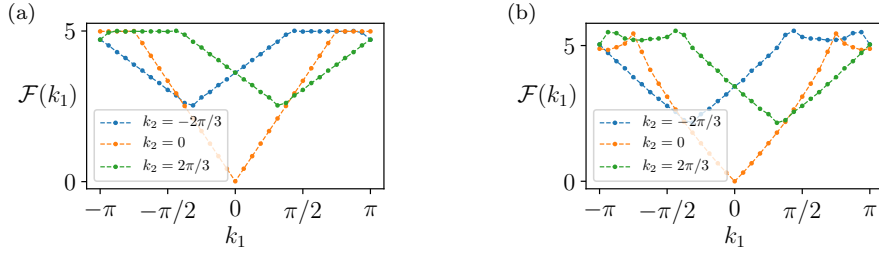 (a)
5
F(k₁)
k₂ = −2π/3
k₂ = 0
k₂ = 2π/3
0
−π −π/2 0 π/2 π
k₁
(b)
5
F(k₁)
k₂ = −2π/3
k₂ = 0
k₂ = 2π/3
0
−π −π/2 0 π/2 π
k₁